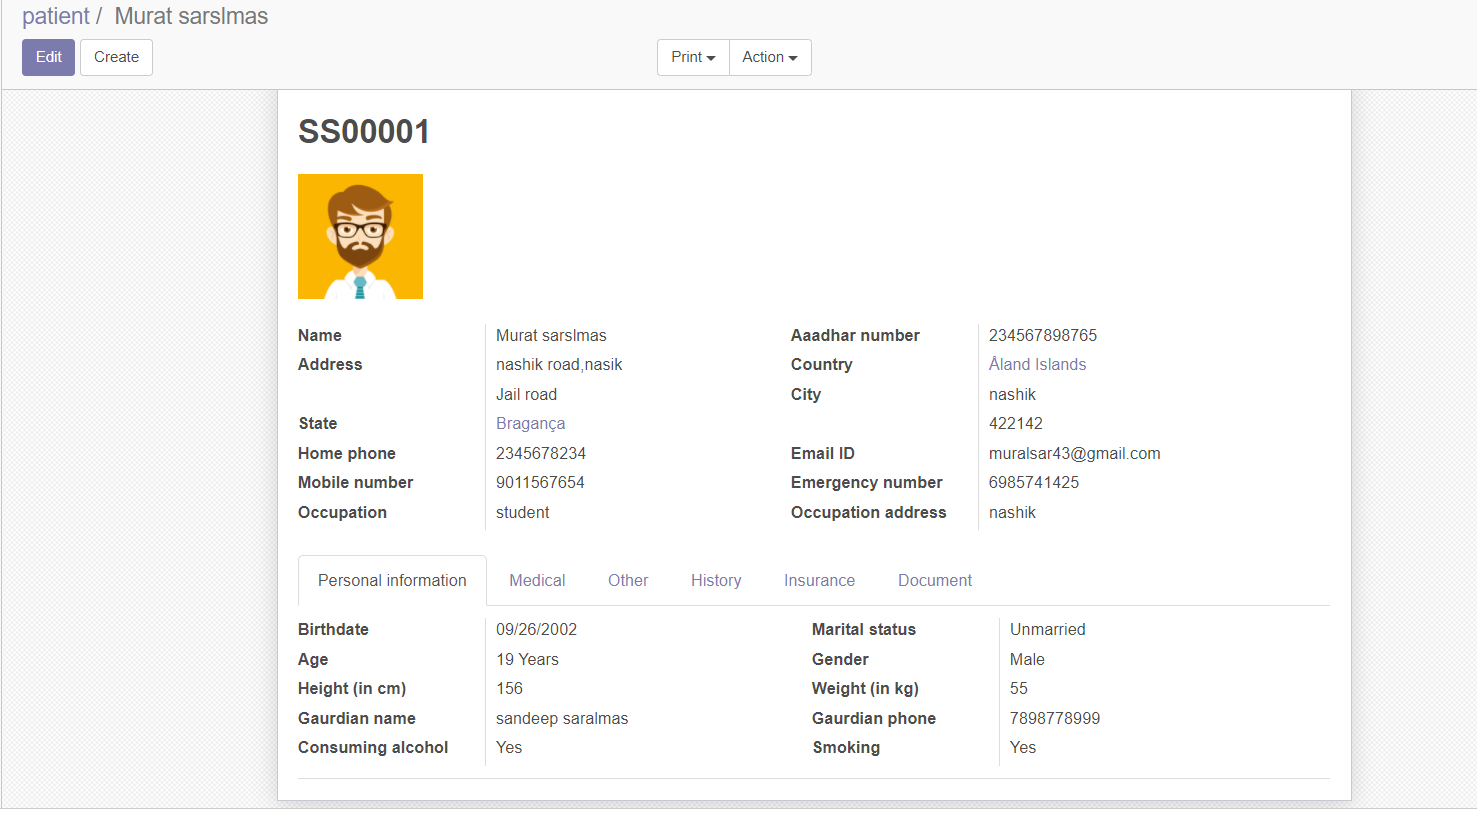 patient / Murat sarslmas
Edit Create Print Action
SS00001
Name Murat sarslmas Aaadhar number 234567898765
Address nashik road,nasik Country Åland Islands
Jail road City nashik
State Bragança 422142
Home phone 2345678234 Email ID muralsar43@gmail.com
Mobile number 9011567654 Emergency number 6985741425
Occupation student Occupation address nashik
Personal information Medical Other History Insurance Document
Birthdate 09/26/2002 Marital status Unmarried
Age 19 Years Gender Male
Height (in cm) 156 Weight (in kg) 55
Gaurdian name sandeep saralmas Gaurdian phone 7898778999
Consuming alcohol Yes Smoking Yes